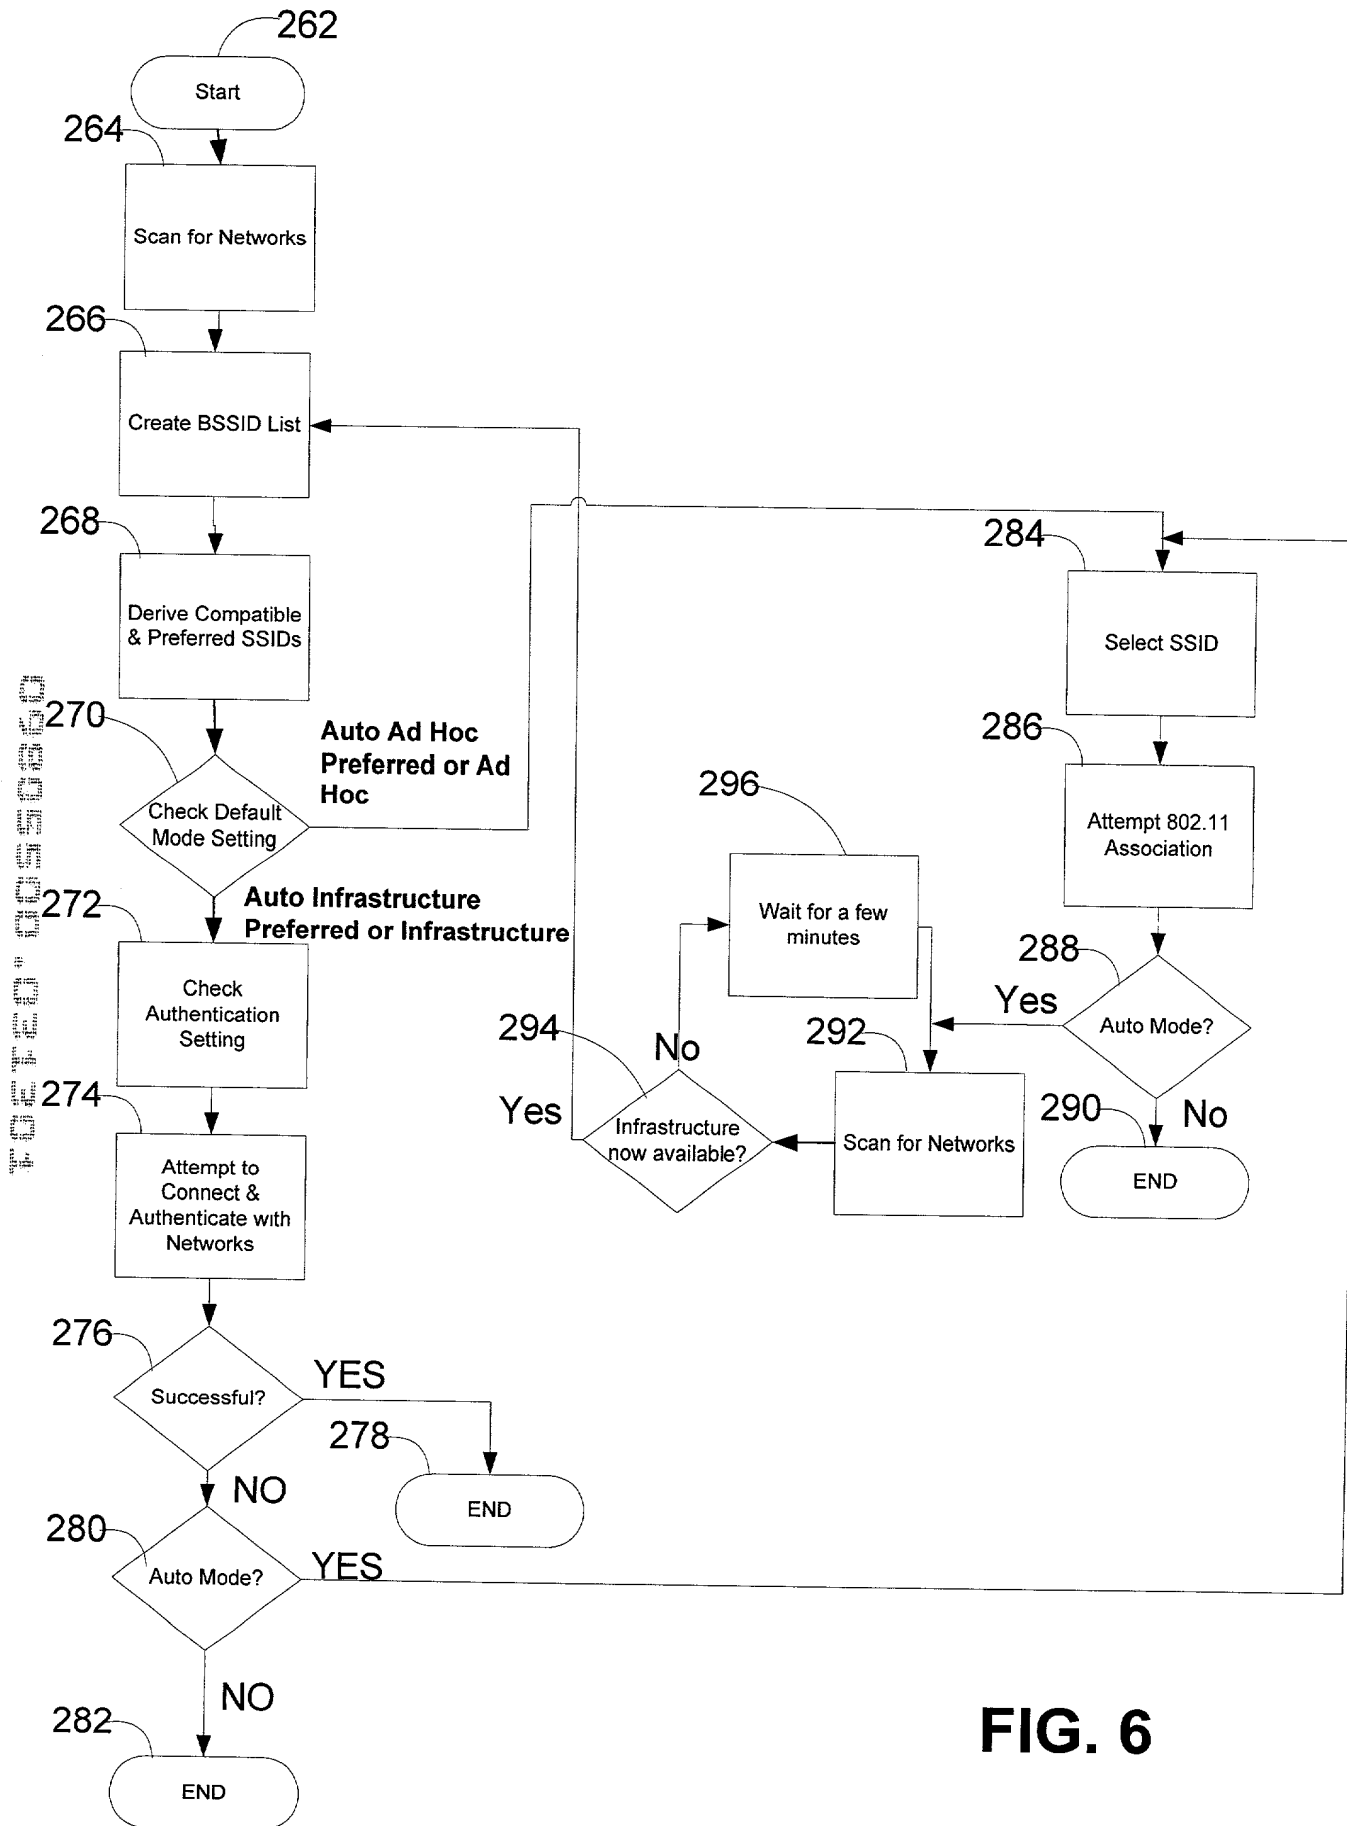 262
Start
264
Scan for Networks
266
Create BSSID List
268
Derive Compatible
& Preferred SSIDs
270
Auto Ad Hoc
Preferred or Ad
Hoc
Check Default
Mode Setting
Auto Infrastructure
Preferred or Infrastructure
272
Check
Authentication
Setting
274
Attempt to
Connect &
Authenticate with
Networks
276
Successful?
YES
278
END
NO
280
Auto Mode?
YES
NO
282
END
284
Select SSID
286
Attempt 802.11
Association
288
Auto Mode?
Yes
No
290
END
296
Wait for a few
minutes
292
Scan for Networks
294
Infrastructure
now available?
No
Yes
FIG. 6